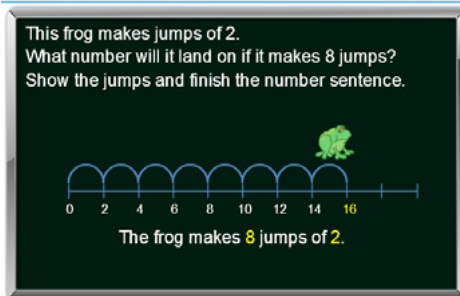 This frog makes jumps of 2.
What number will it land on if it makes 8 jumps?
Show the jumps and finish the number sentence.
0 2 4 6 8 10 12 14 16
The frog makes 8 jumps of 2.